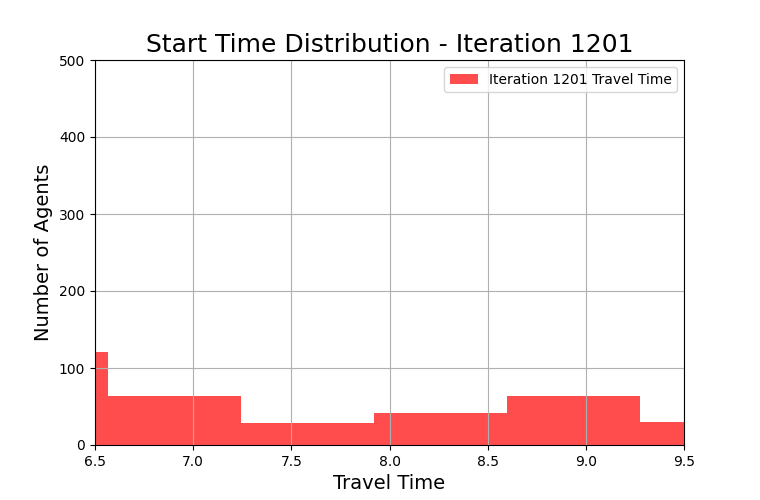 Start Time Distribution - Iteration 1201
Iteration 1201 Travel Time
Number of Agents
500
400
300
200
100
0
6.5 7.0 7.5 8.0 8.5 9.0 9.5
Travel Time